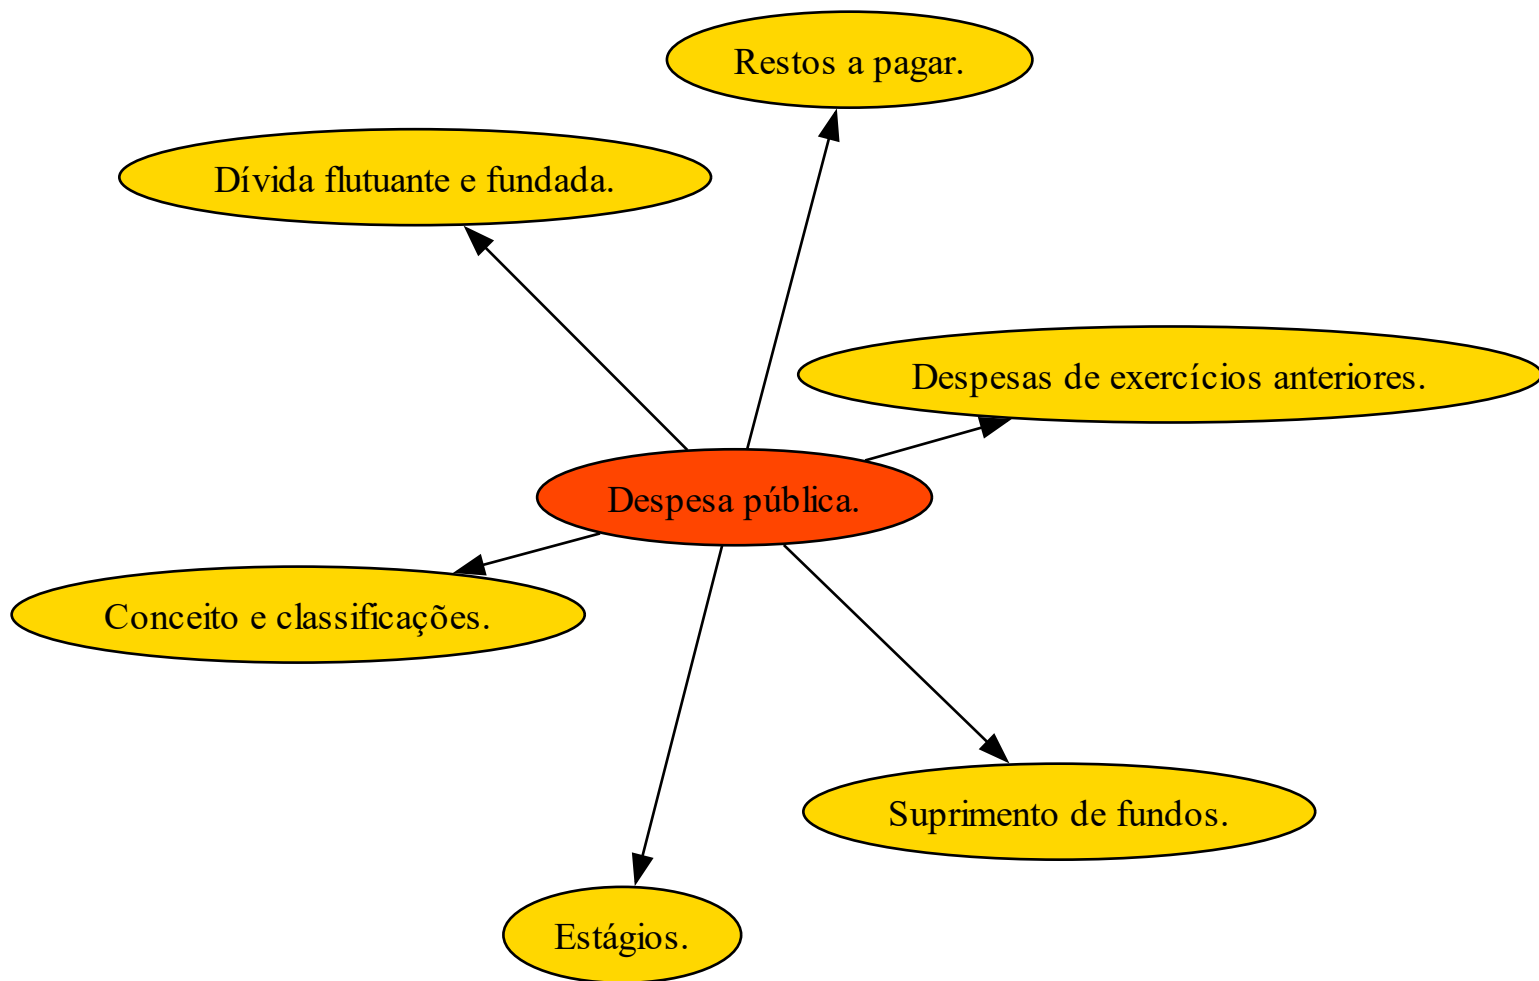 Restos a pagar.
Dívida flutuante e fundada.
Despesas de exercícios anteriores.
Despesa pública.
Conceito e classificações.
Suprimento de fundos.
Estágios.